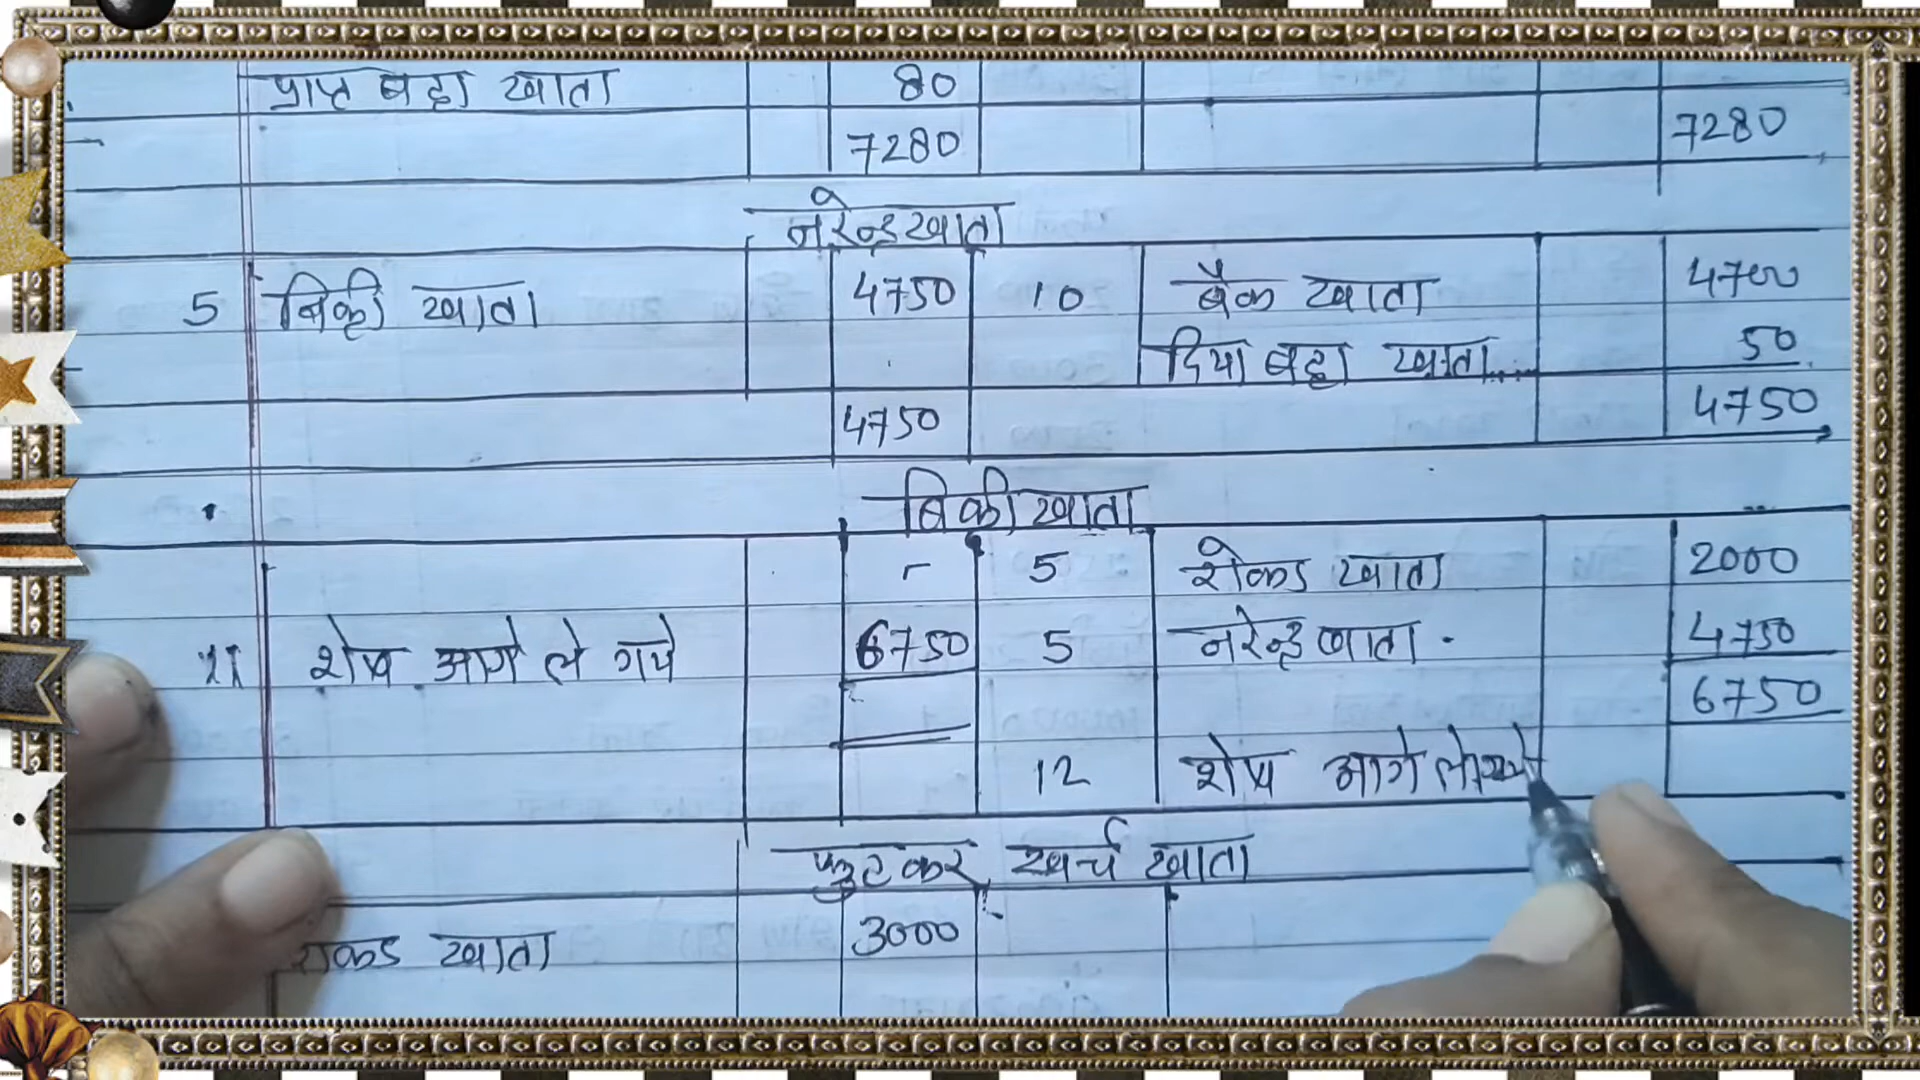 प्राप्त बट्टा खाता 80
7280 7280
नरेन्द्र खाता
5 बिक्री खाता 4750 10 बैंक खाता 4700
दिया बट्टा खाता 50
4750 4750
बिक्री खाता
- 5 रोकड खाता 2000
शेष आगे ले गये 6750 5 नरेन्द्र खाता 4750
6750
12 शेष आगे
फुटकर खर्च खाता
रोकड खाता 3000